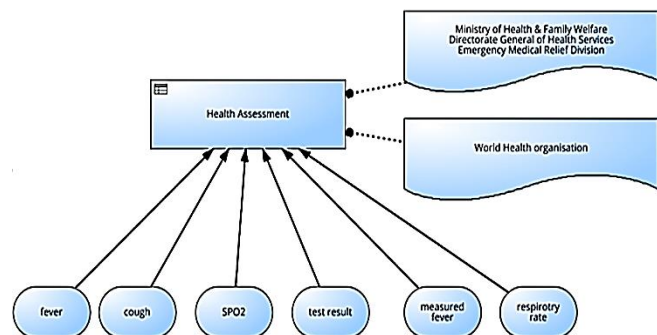 Ministry of Health & Family Welfare
Directorate General of Health Services
Emergency Medical Relief Division
Health Assessment
World Health organisation
fever
cough
SPO2
test result
measured
fever
respirotry
rate